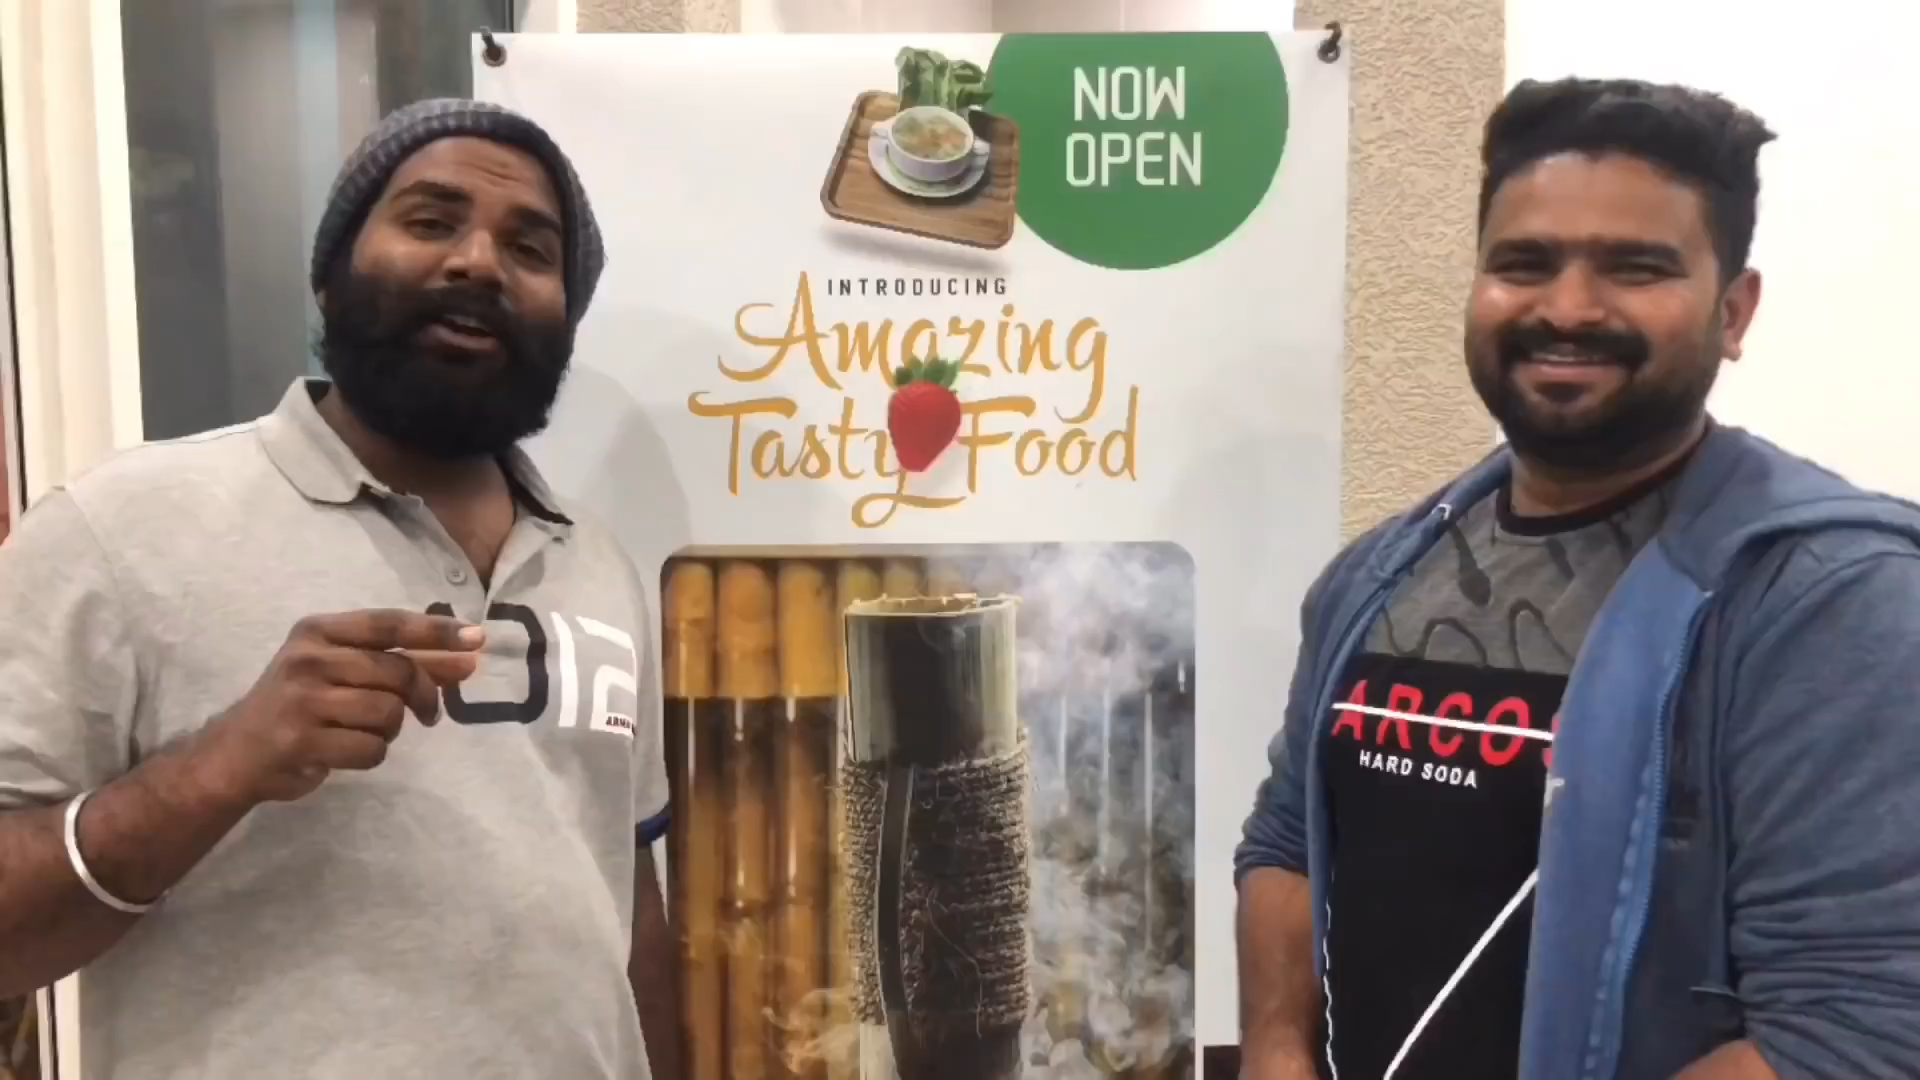 NOW
OPEN
INTRODUCING
Amazing
Tasty Food
012
ARCOS
HARD SODA